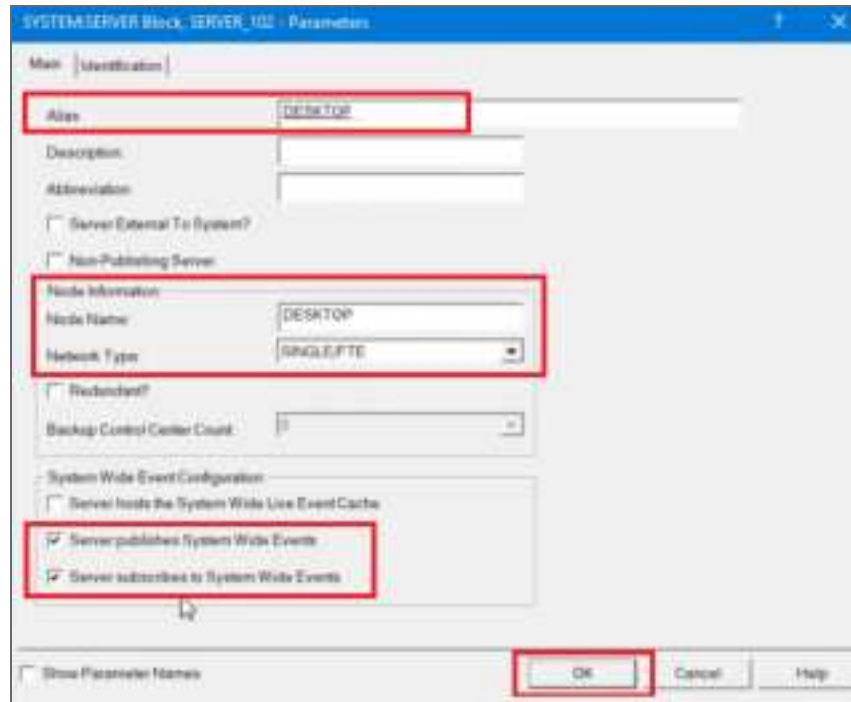 SYSTEM:SERVER Block, SERVER_102 - Parameters
Main Identification
Alias DESKTOP
Description
Abbreviation
Server External To System?
Non-Publishing Server
Node Information
Node Name DESKTOP
Network Type SINGLE/FTE
Redundant?
Backup Control Center Count 0
System Wide Event Configuration
Server hosts the System Wide Live Event Cache
Server publishes System Wide Events
Server subscribes to System Wide Events
Show Parameter Names OK Cancel Help